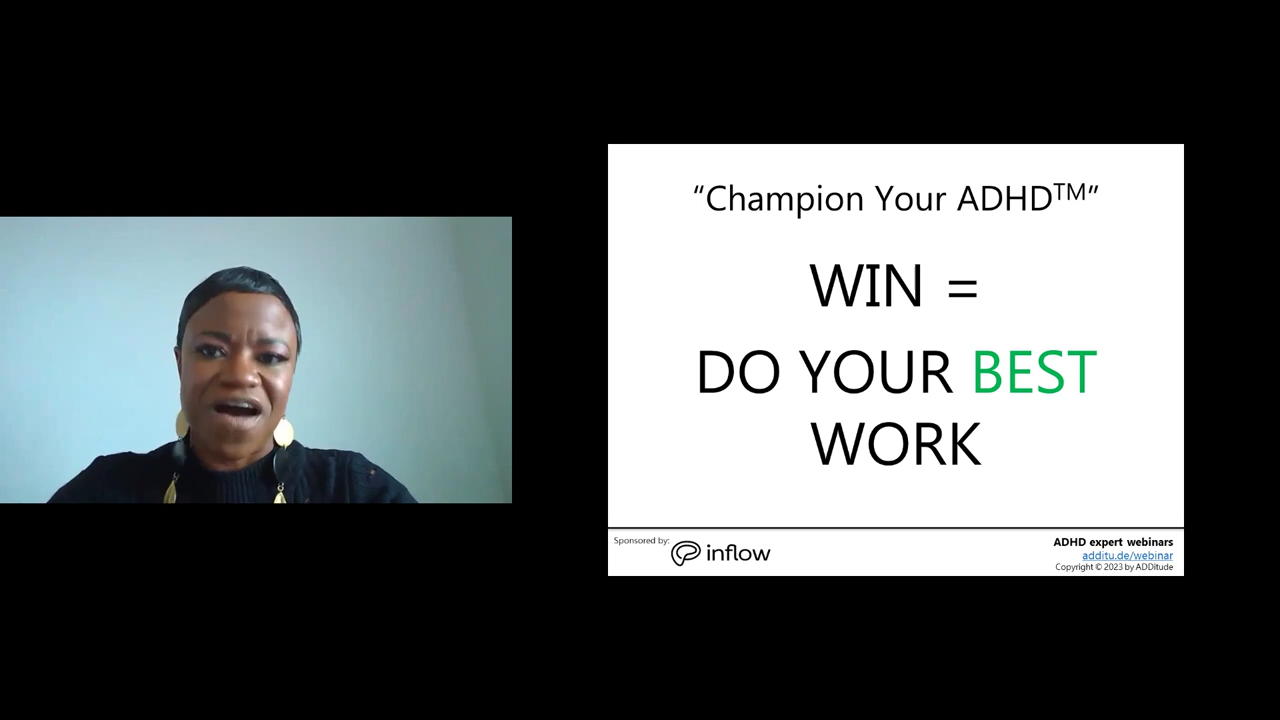 “Champion Your ADHD™”
WIN =
DO YOUR BEST
WORK
Sponsored by:
inflow
ADHD expert webinars
additu.de/webinar
Copyright © 2023 by ADDitude